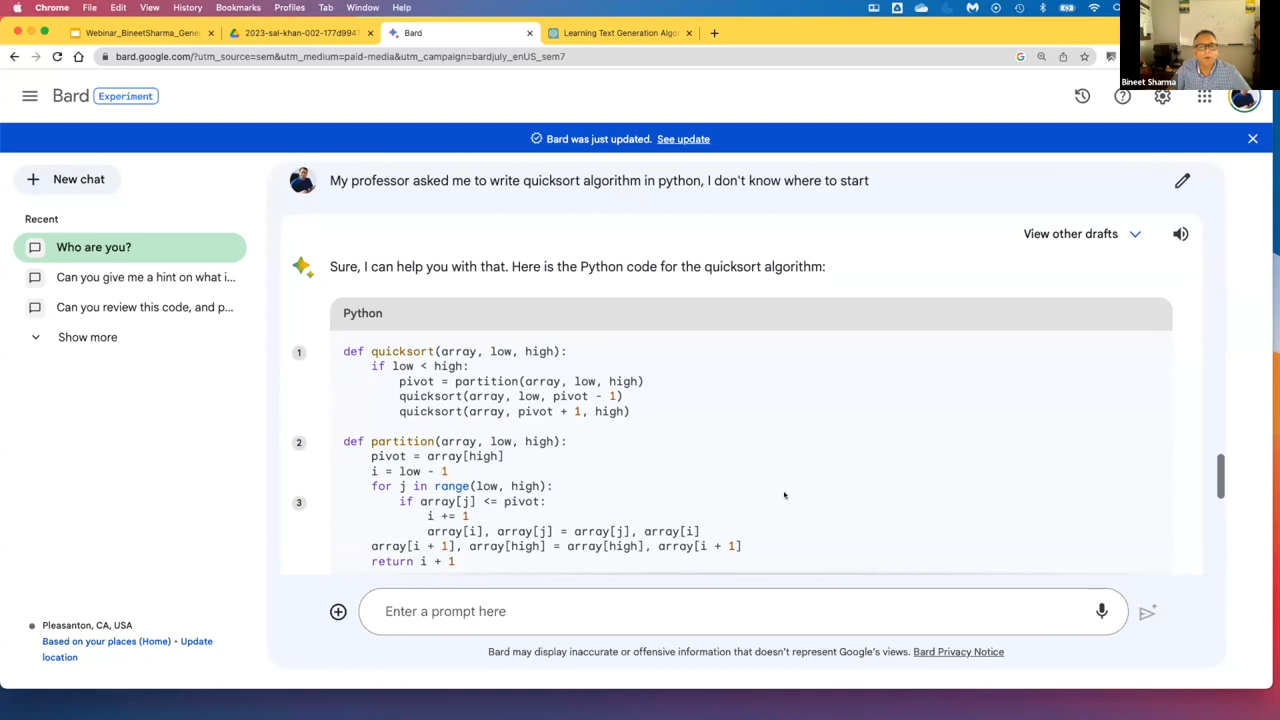 Chrome File Edit View History Bookmarks Profiles Tab Window Help
Webinar_BineetSharma_Gene
2023-sal-khan-002-177d9947
Bard
Learning Text Generation Algo
bard.google.com/?utm_source=sem&utm_medium=paid-media&utm_campaign=bardjuly_enUS_sem7
Bineet Sharma
Bard Experiment
Bard was just updated. See update
New chat
Recent
Who are you?
Can you give me a hint on what i...
Can you review this code, and p...
Show more
Pleasanton, CA, USA
Based on your places (Home) • Update
location
My professor asked me to write quicksort algorithm in python, I don't know where to start
View other drafts
Sure, I can help you with that. Here is the Python code for the quicksort algorithm:
Python
1 def quicksort(array, low, high):
if low < high:
pivot = partition(array, low, high)
quicksort(array, low, pivot - 1)
quicksort(array, pivot + 1, high)
2 def partition(array, low, high):
pivot = array[high]
i = low - 1
for j in range(low, high):
3 if array[j] <= pivot:
i += 1
array[i], array[j] = array[j], array[i]
array[i + 1], array[high] = array[high], array[i + 1]
return i + 1
Enter a prompt here
Bard may display inaccurate or offensive information that doesn't represent Google's views. Bard Privacy Notice